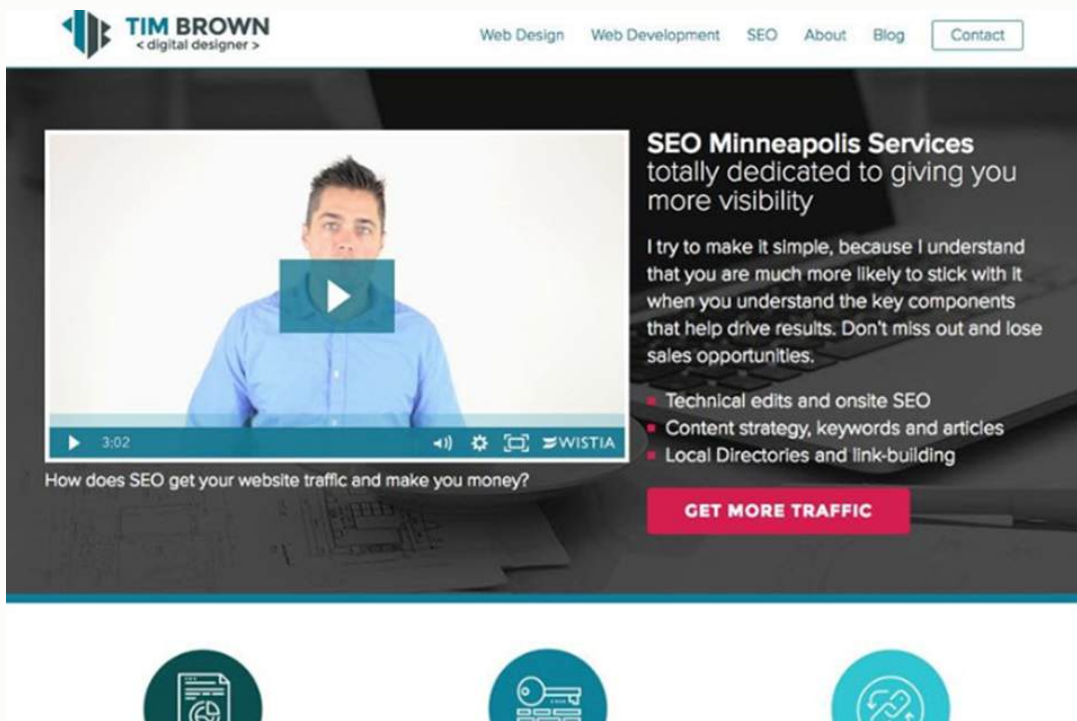 TIM BROWN
< digital designer >
Web Design Web Development SEO About Blog Contact
SEO Minneapolis Services
totally dedicated to giving you
more visibility
I try to make it simple, because I understand
that you are much more likely to stick with it
when you understand the key components
that help drive results. Don't miss out and lose
sales opportunities.
Technical edits and onsite SEO
Content strategy, keywords and articles
Local Directories and link-building
GET MORE TRAFFIC
3:02 WISTIA
How does SEO get your website traffic and make you money?